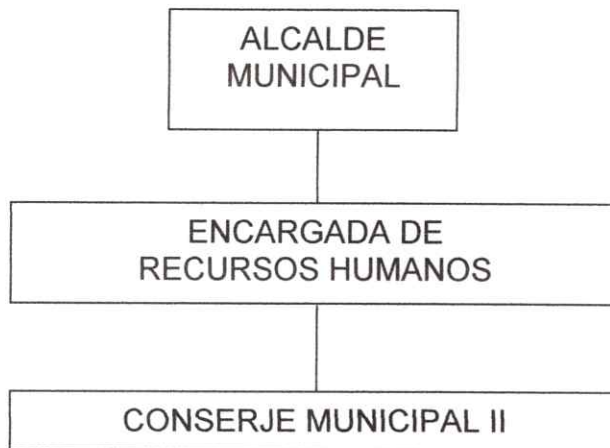 ALCALDE
MUNICIPAL
ENCARGADA DE
RECURSOS HUMANOS
CONSERJE MUNICIPAL II